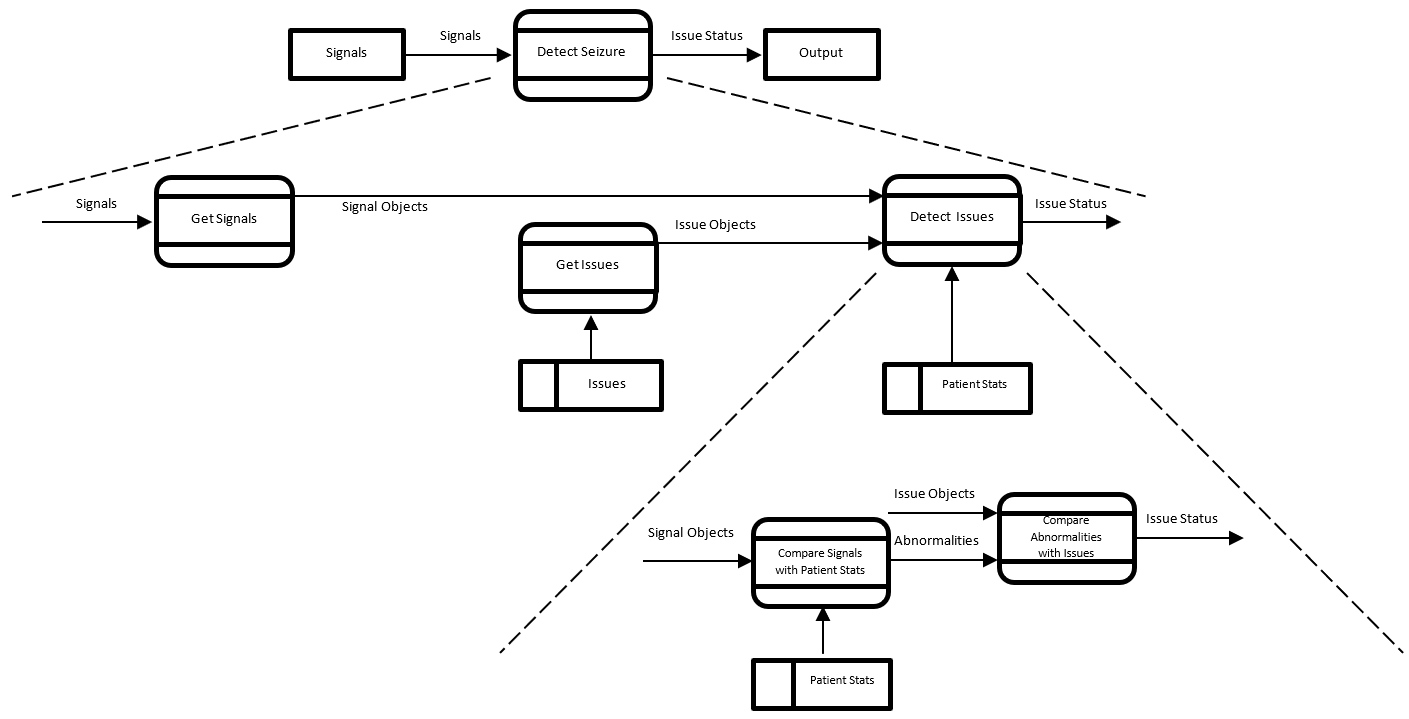 Signals
Signals
Detect Seizure
Issue Status
Output
Signals
Get Signals
Signal Objects
Issue Objects
Get Issues
Detect Issues
Issue Status
Issues
Patient Stats
Signal Objects
Compare Signals
with Patient Stats
Issue Objects
Abnormalities
Compare
Abnormalities
with Issues
Issue Status
Patient Stats